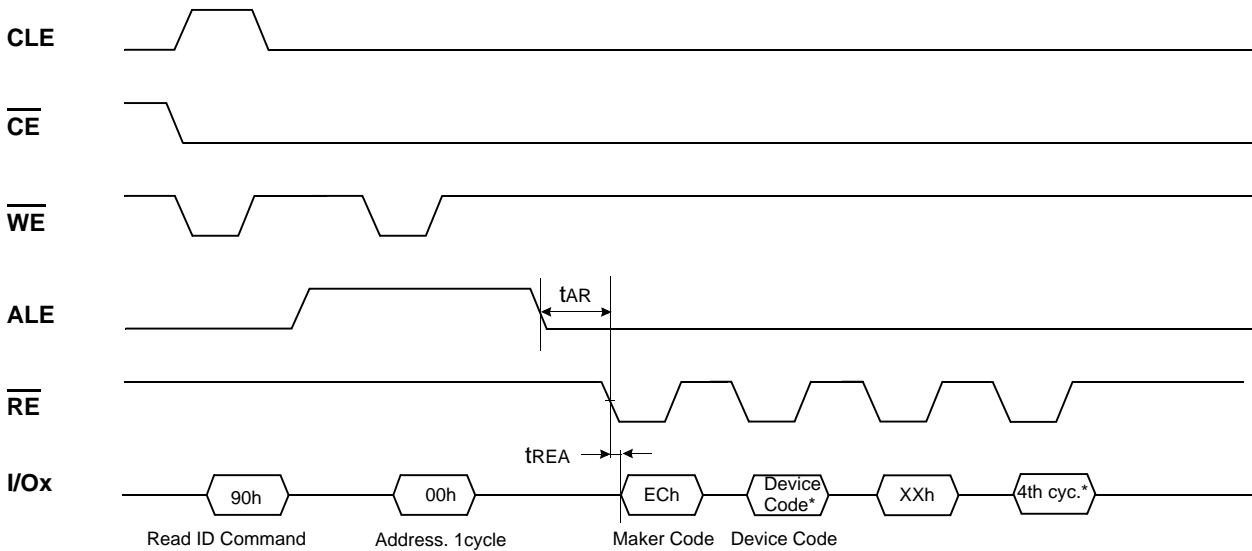 CLE
CE
WE
ALE
tAR
RE
tREA
I/Ox
90h
00h
ECh
Device
Code*
XXh
4th cyc.*
Read ID Command
Address. 1cycle
Maker Code
Device Code